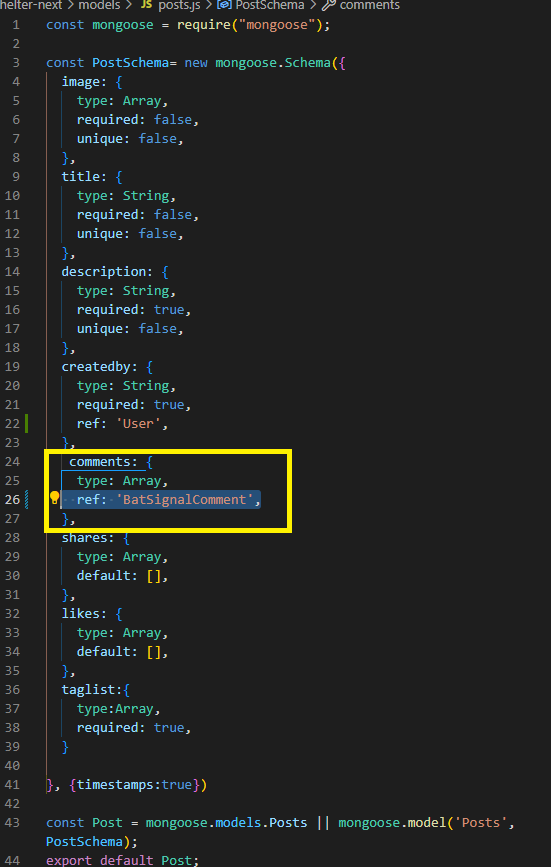 helter-next > models > JS posts.js > PostSchema > comments
1 const mongoose = require("mongoose");
2
3 const PostSchema= new mongoose.Schema({
4 image: {
5 type: Array,
6 required: false,
7 unique: false,
8 },
9 title: {
10 type: String,
11 required: false,
12 unique: false,
13 },
14 description: {
15 type: String,
16 required: true,
17 unique: false,
18 },
19 createdby: {
20 type: String,
21 required: true,
22 ref: 'User',
23 },
24 comments: {
25 type: Array,
26 ref: 'BatSignalComment',
27 },
28 shares: {
29 type: Array,
30 default: [],
31 },
32 likes: {
33 type: Array,
34 default: [],
35 },
36 taglist:{
37 type:Array,
38 required: true,
39 }
40
41 }, {timestamps:true})
42
43 const Post = mongoose.models.Posts || mongoose.model('Posts',
PostSchema);
44 export default Post;